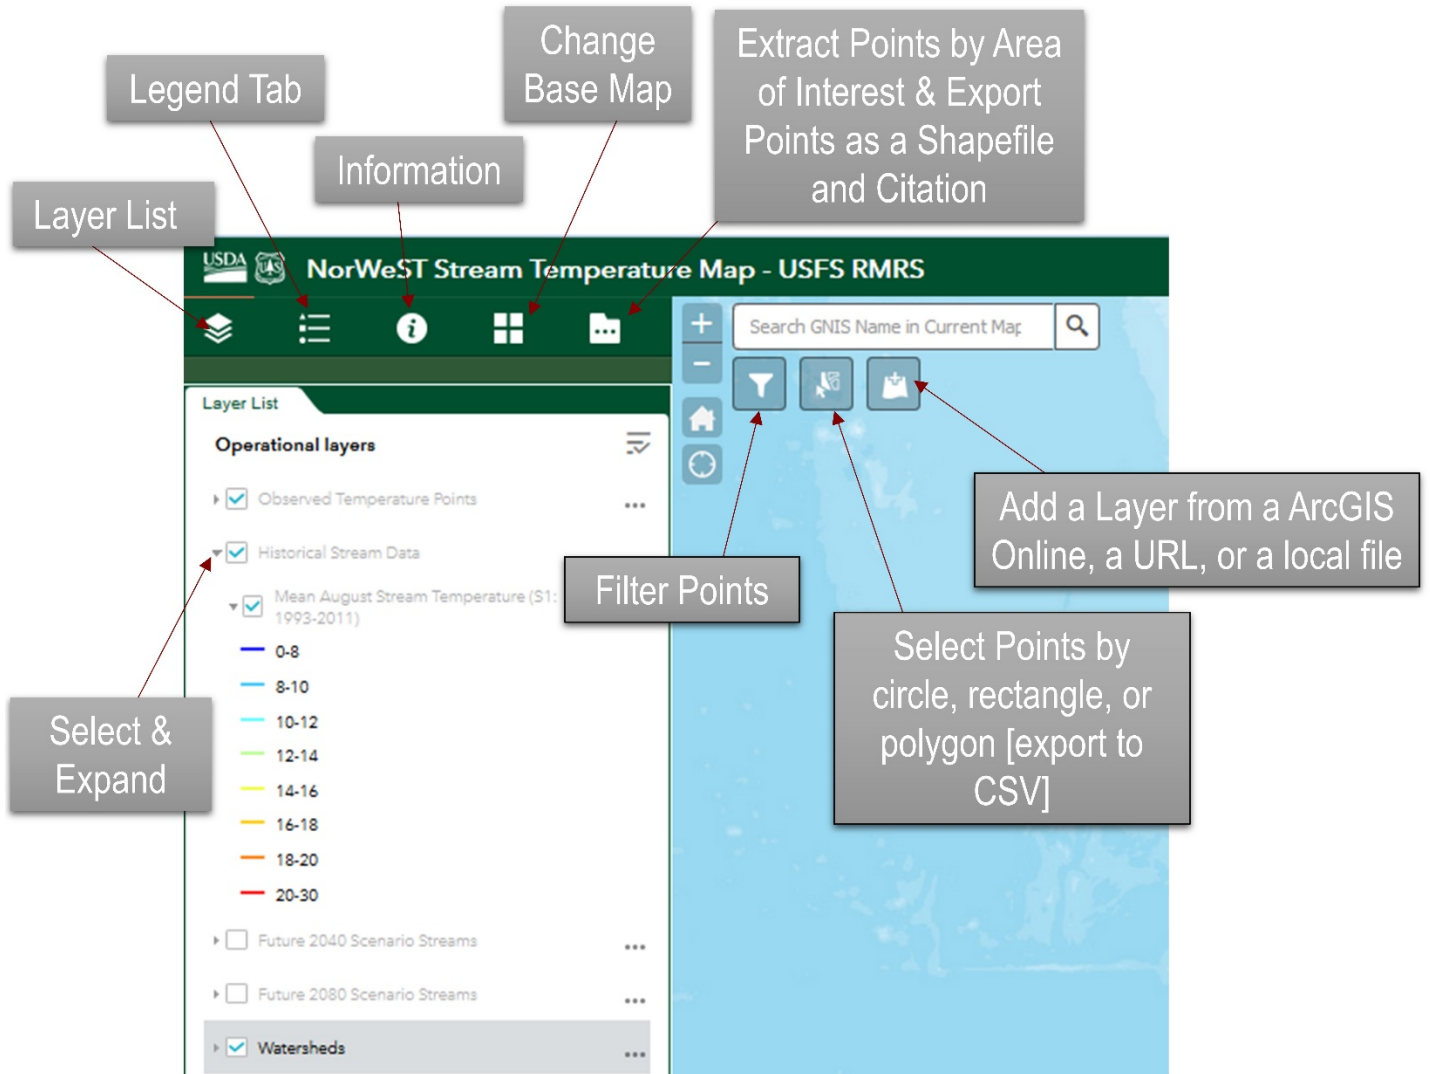 Change
Base Map
Extract Points by Area
of Interest & Export
Points as a Shapefile
and Citation
Legend Tab
Information
Layer List
USDA
UAS
NorWeST Stream Temperature Map - USFS RMRS
Search GNIS Name in Current Map
Layer List
Operational layers
Observed Temperature Points
Historical Stream Data
Mean August Stream Temperature (S1:
1993-2011)
0-8
8-10
10-12
12-14
14-16
16-18
18-20
20-30
Future 2040 Scenario Streams
Future 2080 Scenario Streams
Watersheds
Select &
Expand
Filter Points
Add a Layer from a ArcGIS
Online, a URL, or a local file
Select Points by
circle, rectangle, or
polygon [export to
CSV]